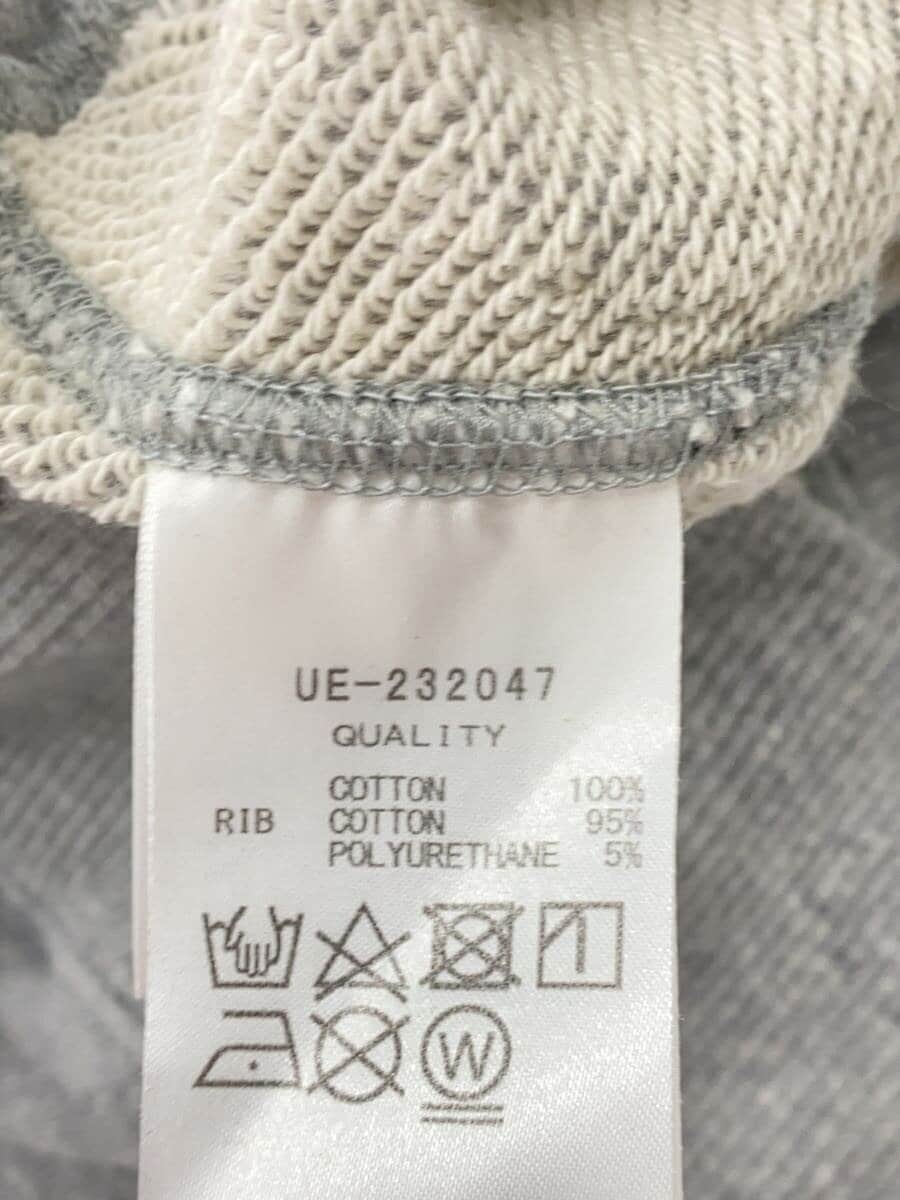 UE-232047
QUALITY
COTTON 100%
RIB COTTON 95%
POLYURETHANE 5%
W